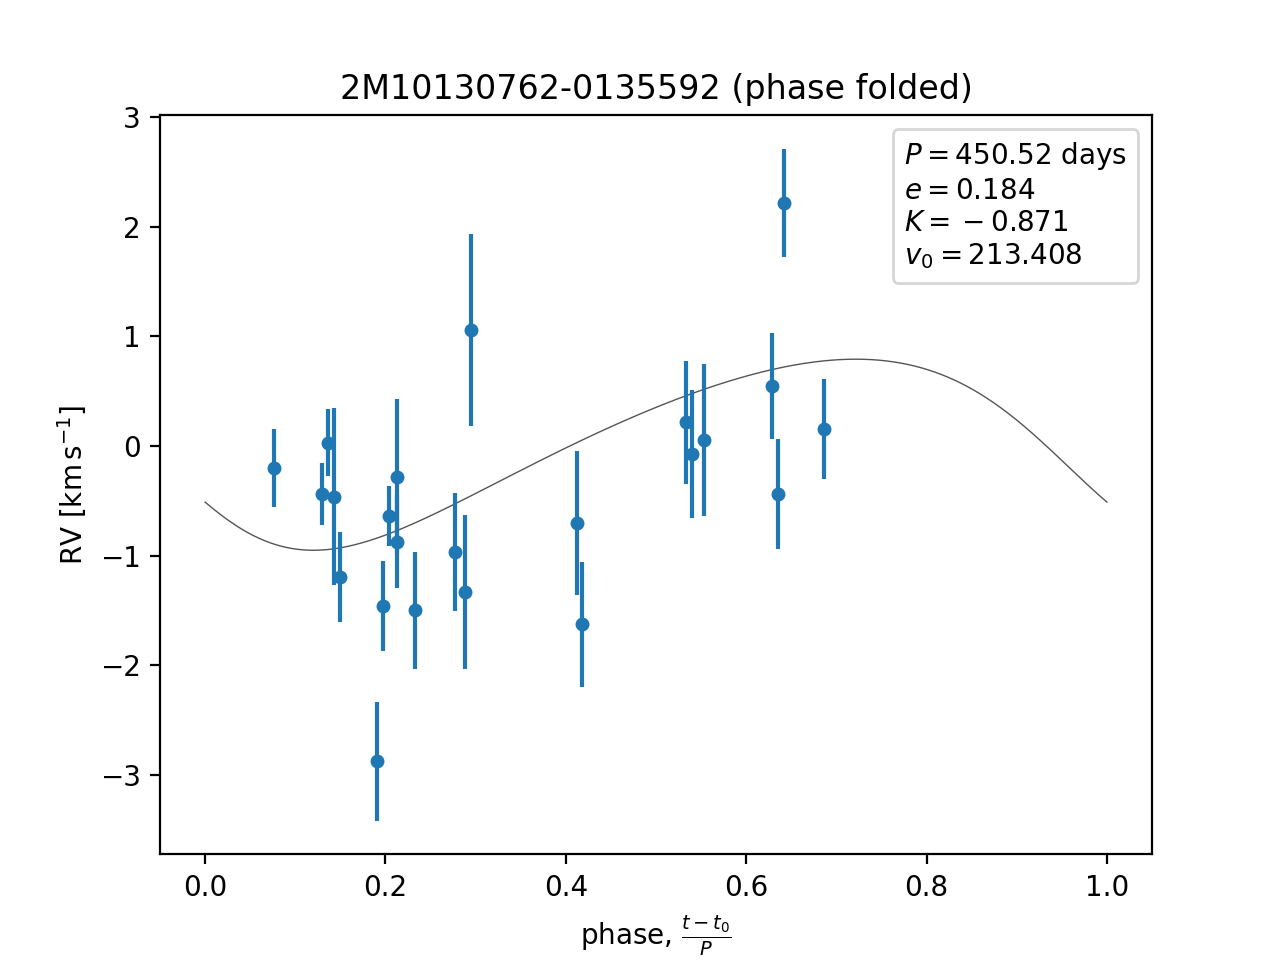 2M10130762-0135592 (phase folded)
P = 450.52 days
e = 0.184
K = −0.871
v₀ = 213.408
RV [km s⁻¹]
3
2
1
0
−1
−2
−3
0.0 0.2 0.4 0.6 0.8 1.0
phase, (t − t₀)/P